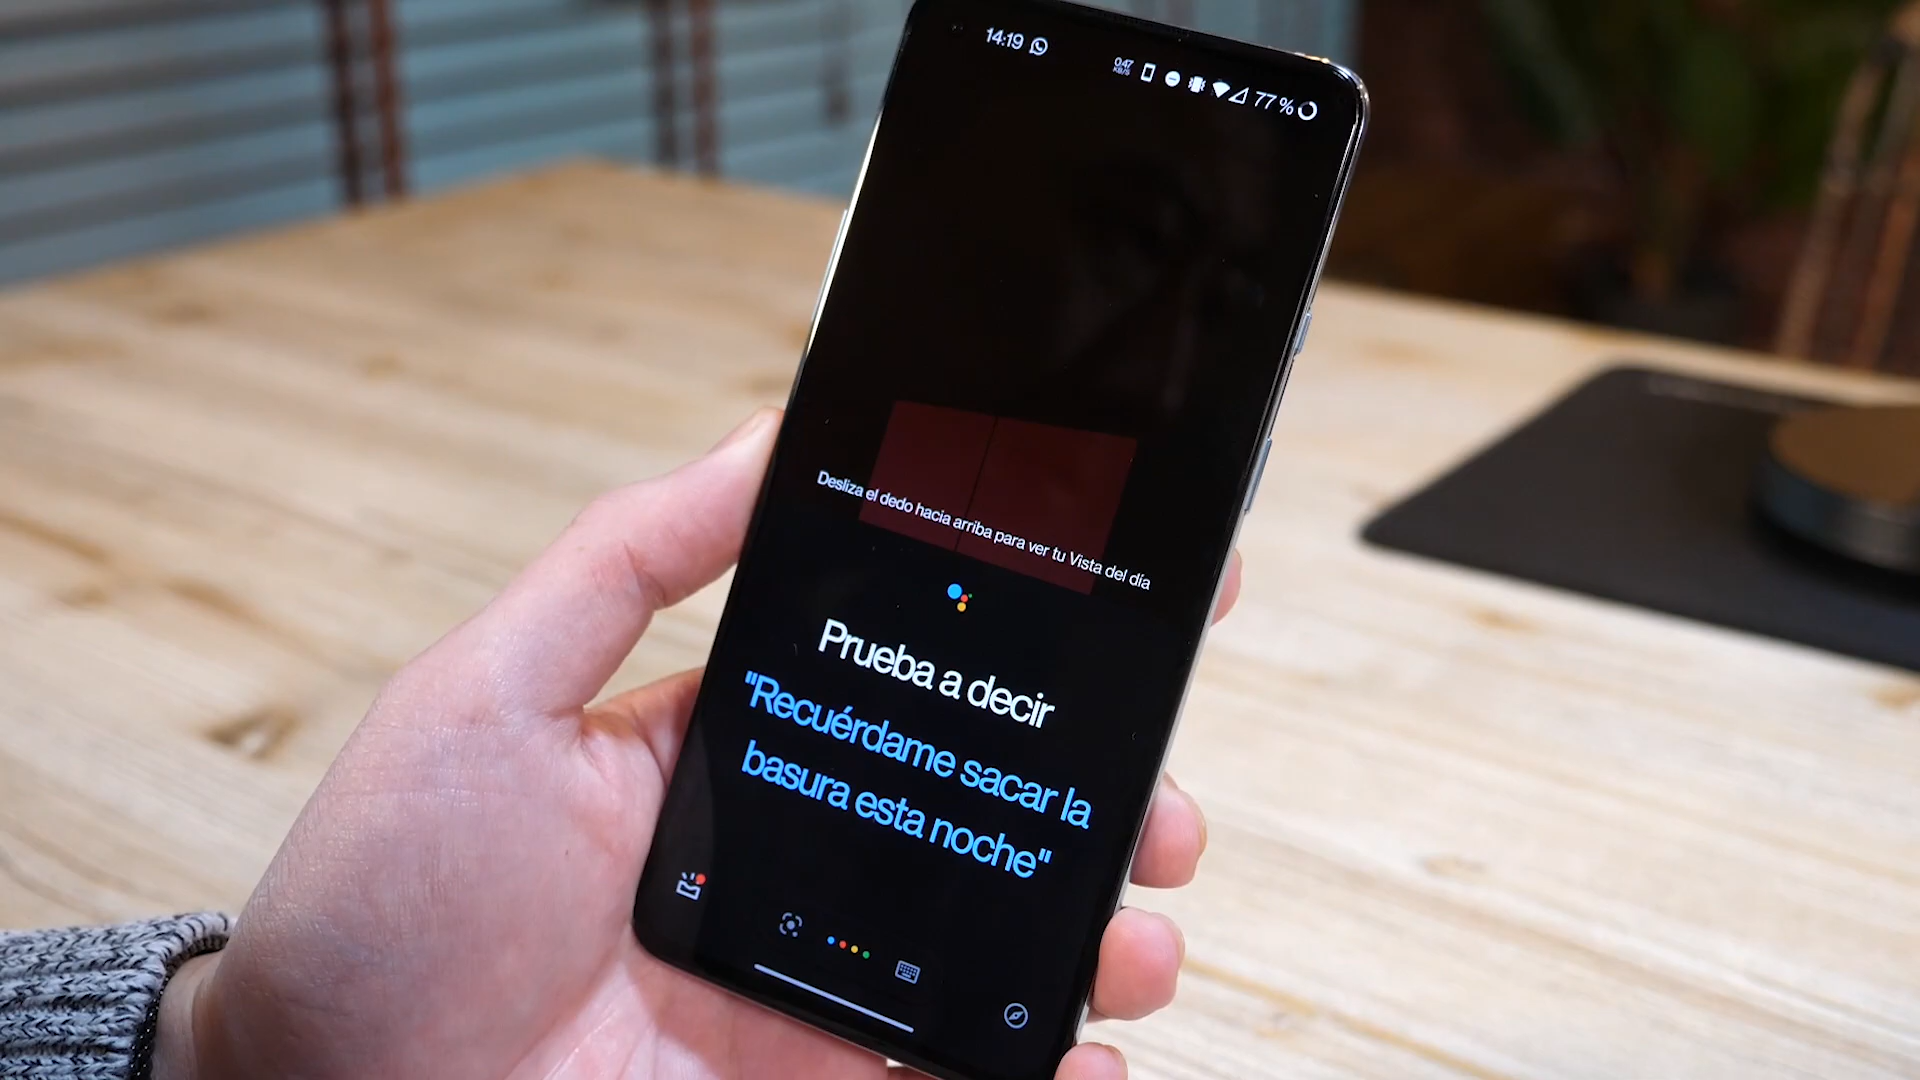 14:19
0,47
KB/S
77 %
Desliza el dedo hacia arriba para ver tu Vista del día
Prueba a decir
"Recuérdame sacar la
basura esta noche"